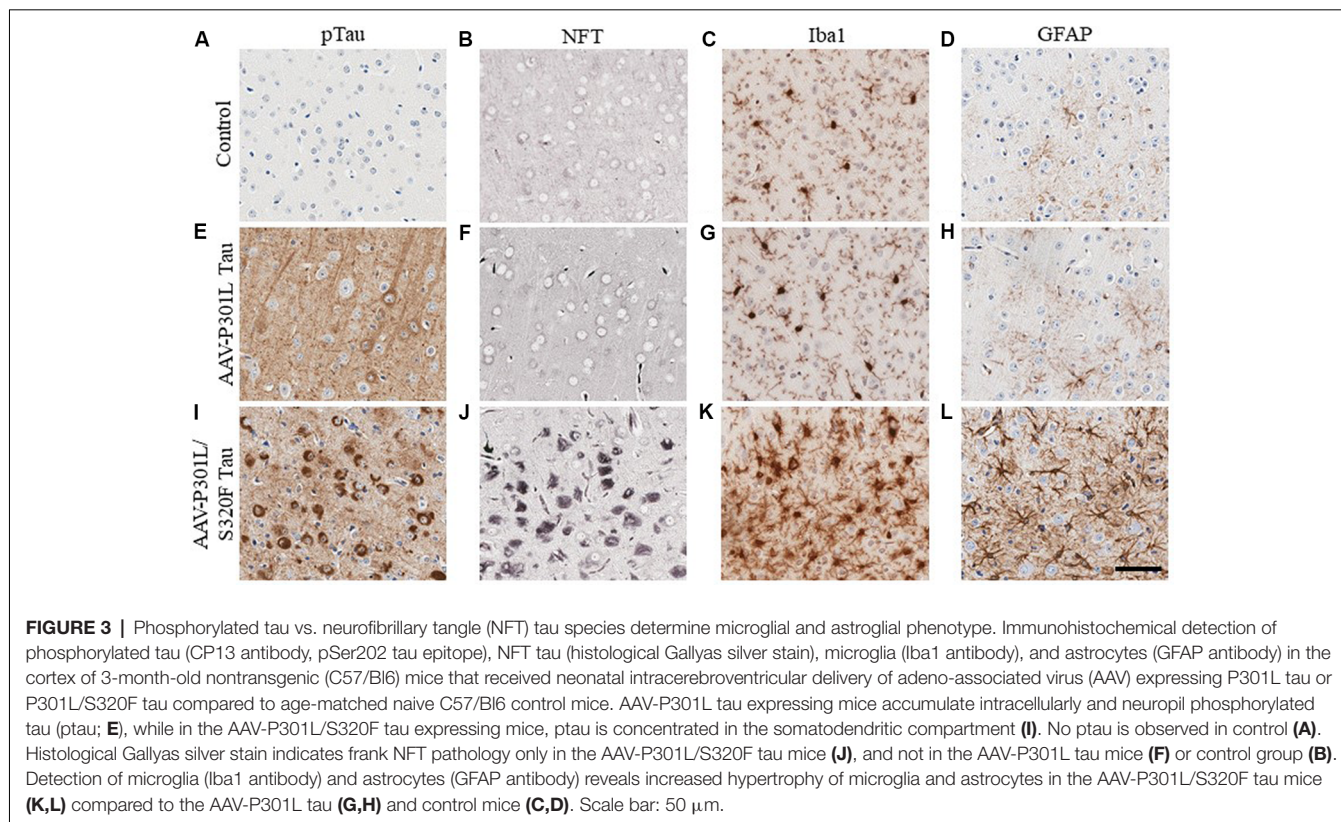 A pTau B NFT C Iba1 D GFAP
Control
E F G H
AAV-P301L Tau
I J K L
AAV-P301L/
S320F Tau
FIGURE 3 | Phosphorylated tau vs. neurofibrillary tangle (NFT) tau species determine microglial and astroglial phenotype. Immunohistochemical detection of
phosphorylated tau (CP13 antibody, pSer202 tau epitope), NFT tau (histological Gallyas silver stain), microglia (Iba1 antibody), and astrocytes (GFAP antibody) in the
cortex of 3-month-old nontransgenic (C57/Bl6) mice that received neonatal intracerebroventricular delivery of adeno-associated virus (AAV) expressing P301L tau or
P301L/S320F tau compared to age-matched naive C57/Bl6 control mice. AAV-P301L tau expressing mice accumulate intracellularly and neuropil phosphorylated
tau (ptau; E), while in the AAV-P301L/S320F tau expressing mice, ptau is concentrated in the somatodendritic compartment (I). No ptau is observed in control (A).
Histological Gallyas silver stain indicates frank NFT pathology only in the AAV-P301L/S320F tau mice (J), and not in the AAV-P301L tau mice (F) or control group (B).
Detection of microglia (Iba1 antibody) and astrocytes (GFAP antibody) reveals increased hypertrophy of microglia and astrocytes in the AAV-P301L/S320F tau mice
(K,L) compared to the AAV-P301L tau (G,H) and control mice (C,D). Scale bar: 50 μm.